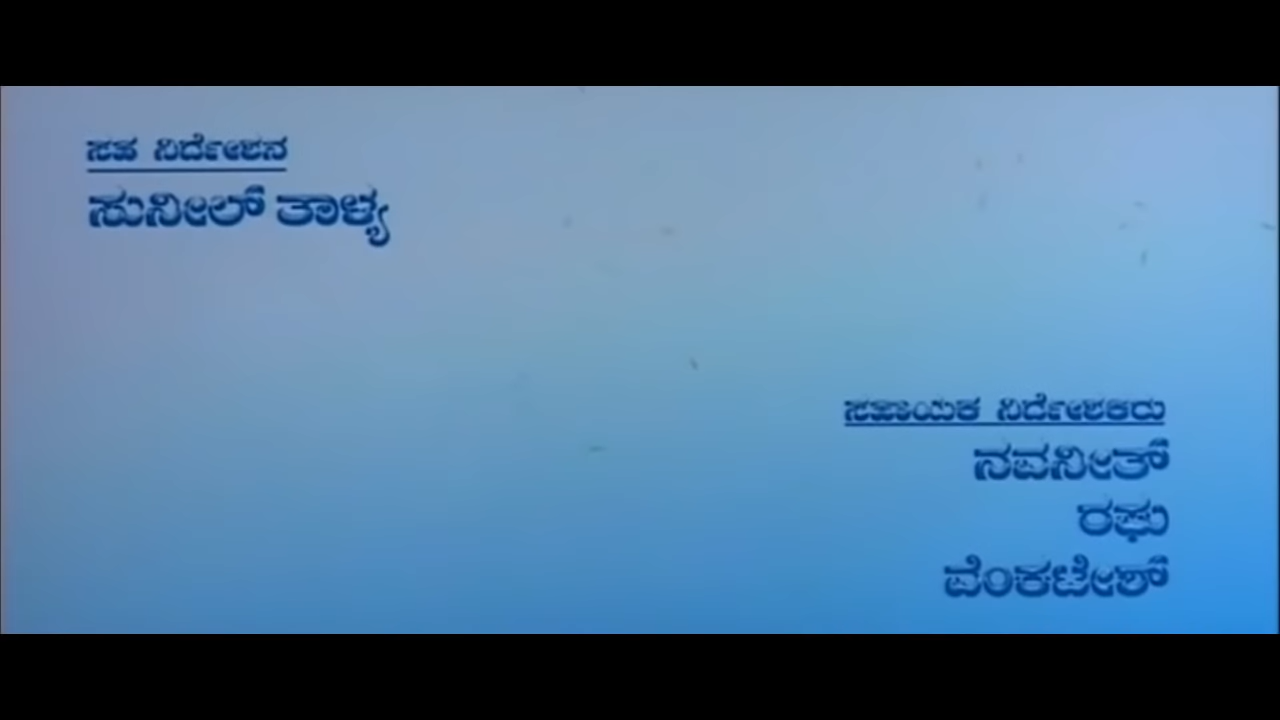 ಸಹ ನಿರ್ದೇಶನ
ಸುನೀಲ್ ತಾಳ್ಯ
ಸಹಾಯಕ ನಿರ್ದೇಶಕರು
ನವನೀತ್
ರಘು
ವೆಂಕಟೇಶ್